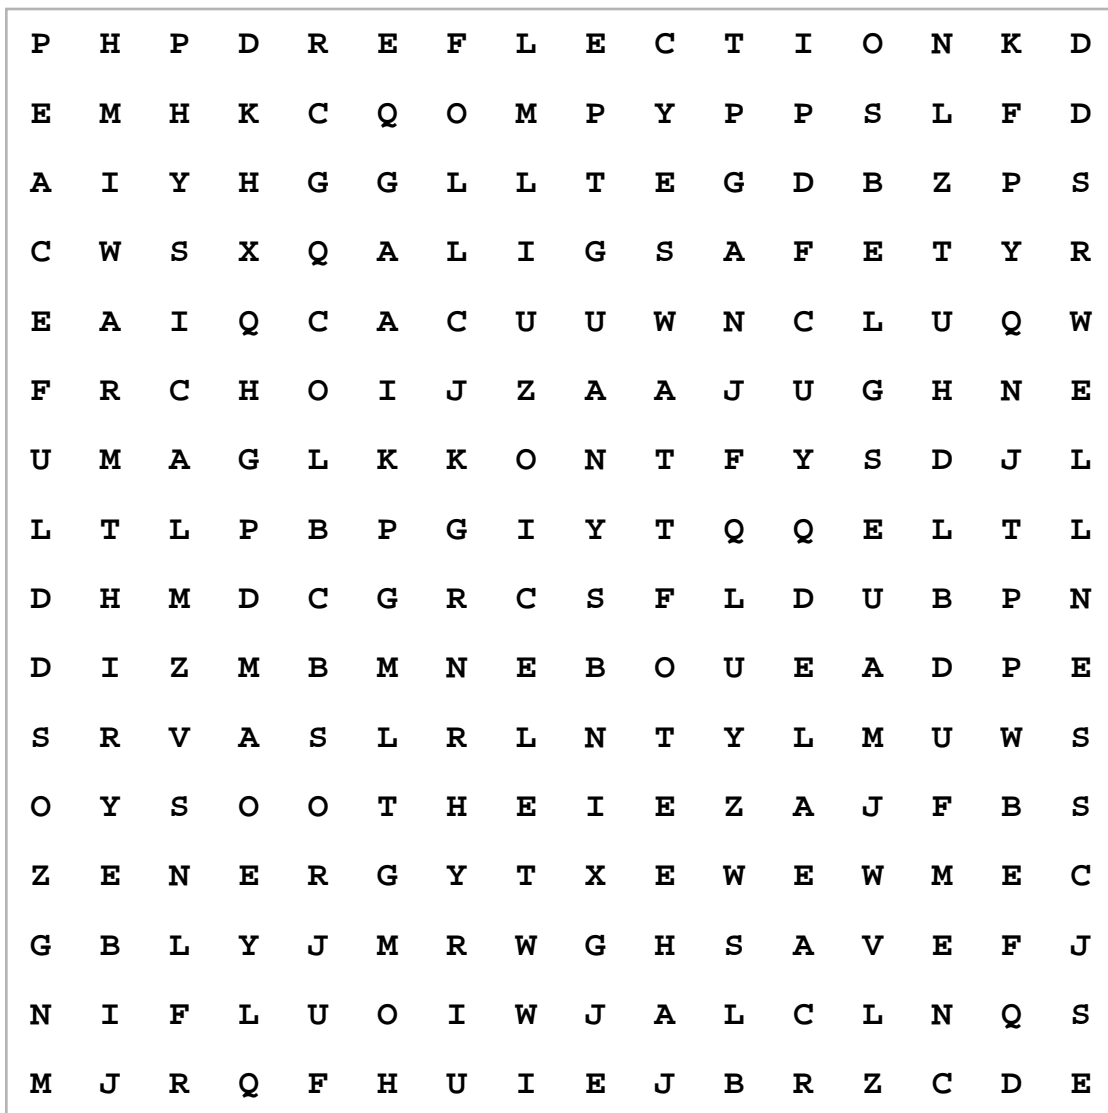 P H P D R E F L E C T I O N K D
E M H K C Q O M P Y P P S L F D
A I Y H G G L L T E G D B Z P S
C W S X Q A L I G S A F E T Y R
E A I Q C A C U U W N C L U Q W
F R C H O I J Z A A J U G H N E
U M A G L K K O N T F Y S D J L
L T L P B P G I Y T Q Q E L T L
D H M D C G R C S F L D U B P N
D I Z M B M N E B O U E A D P E
S R V A S L R L N T Y L M U W S
O Y S O O T H E I E Z A J F B S
Z E N E R G Y T X E W E W M E C
G B L Y J M R W G H S A V E F J
N I F L U O I W J A L C L N Q S
M J R Q F H U I E J B R Z C D E